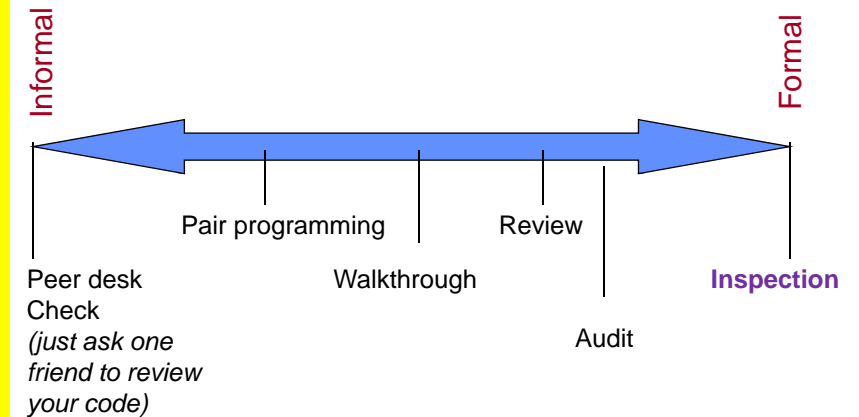 Informal
Formal
Pair programming
Review
Peer desk
Check
(just ask one
friend to review
your code)
Walkthrough
Inspection
Audit